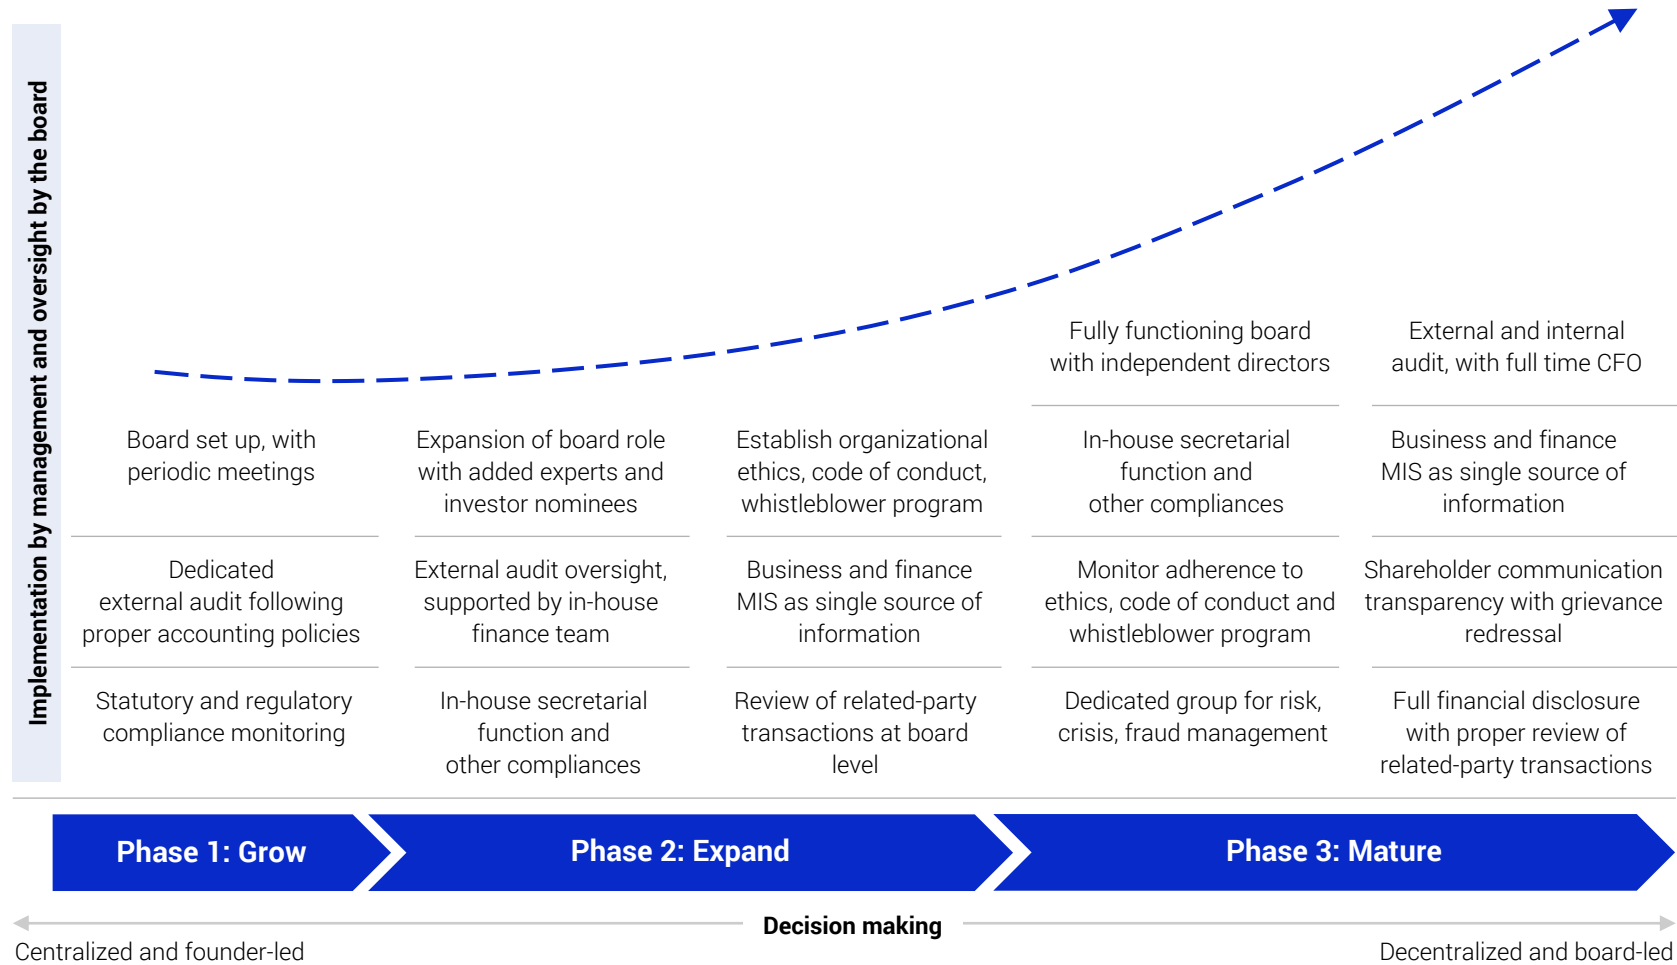 Implementation by management and oversight by the board
Board set up, with
periodic meetings
Dedicated
external audit following
proper accounting policies
Statutory and regulatory
compliance monitoring
Expansion of board role
with added experts and
investor nominees
External audit oversight,
supported by in-house
finance team
In-house secretarial
function and
other compliances
Establish organizational
ethics, code of conduct,
whistleblower program
Business and finance
MIS as single source of
information
Review of related-party
transactions at board
level
Fully functioning board
with independent directors
In-house secretarial
function and
other compliances
Monitor adherence to
ethics, code of conduct and
whistleblower program
Dedicated group for risk,
crisis, fraud management
External and internal
audit, with full time CFO
Business and finance
MIS as single source of
information
Shareholder communication
transparency with grievance
redressal
Full financial disclosure
with proper review of
related-party transactions
Phase 1: Grow
Phase 2: Expand
Phase 3: Mature
Decision making
Centralized and founder-led
Decentralized and board-led